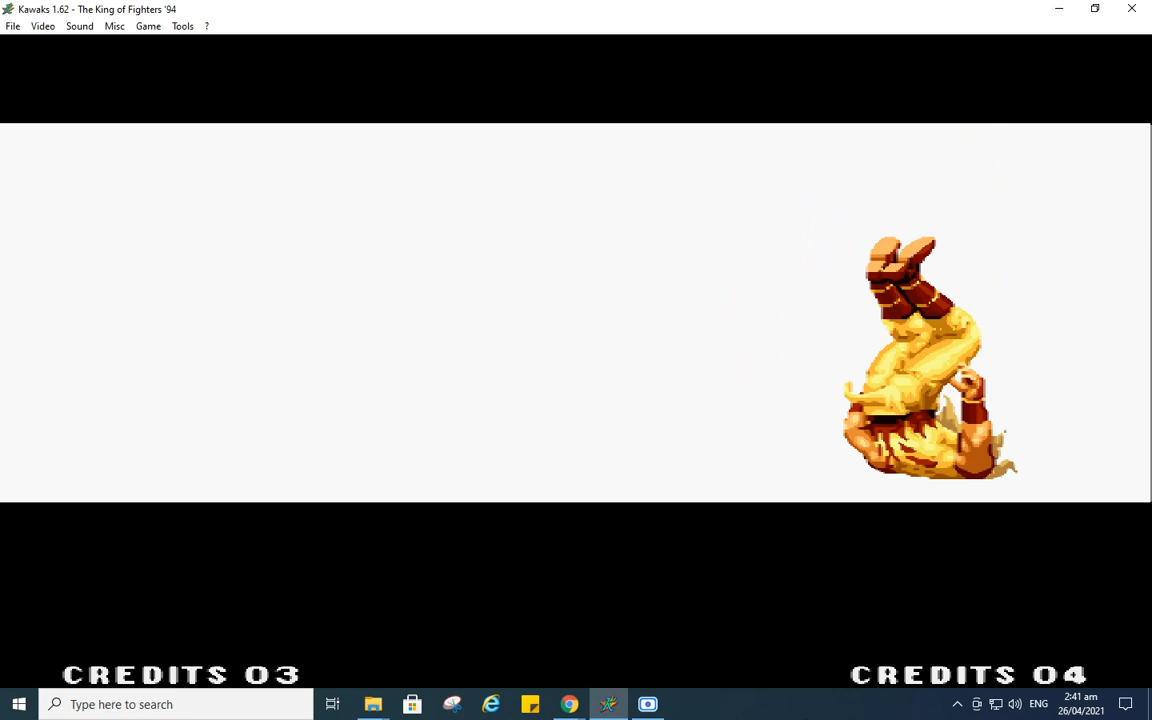 Kawaks 1.62 - The King of Fighters '94
File Video Sound Misc Game Tools ?
CREDITS 03 CREDITS 04
Type here to search
ENG
2:41 am
26/04/2021